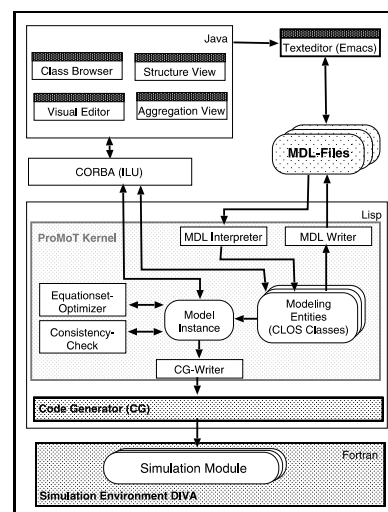 Java
Texteditor (Emacs)
Class Browser
Structure View
Visual Editor
Aggregation View
MDL-Files
CORBA (ILU)
Lisp
ProMoT Kernel
MDL Interpreter
MDL Writer
Equationset-
Optimizer
Model
Instance
Modeling
Entities
(CLOS Classes)
Consistency-
Check
CG-Writer
Code Generator (CG)
Fortran
Simulation Module
Simulation Environment DIVA